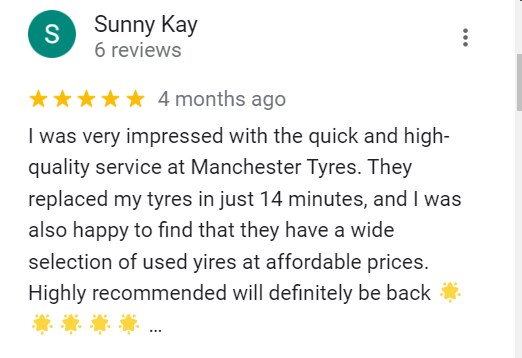 S
Sunny Kay
6 reviews
★★★★★ 4 months ago
I was very impressed with the quick and high-
quality service at Manchester Tyres. They
replaced my tyres in just 14 minutes, and I was
also happy to find that they have a wide
selection of used yires at affordable prices.
Highly recommended will definitely be back 🌟
🌟 🌟 🌟 🌟 ...